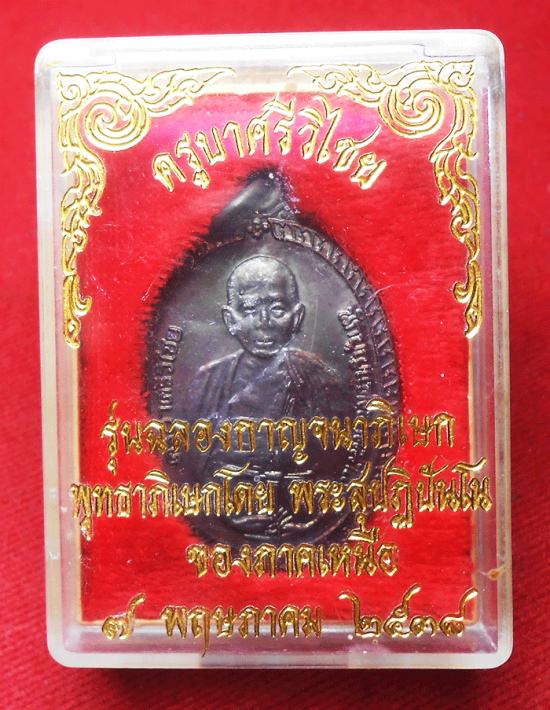 ครูบาศรีวิไชย
รุ่นฉลองกาญจนาภิเษก
พุทธาภิเษกโดย พระสุปฏิปันโน
ของภาคเหนือ
๗ พฤษภาคม ๒๕๓๘